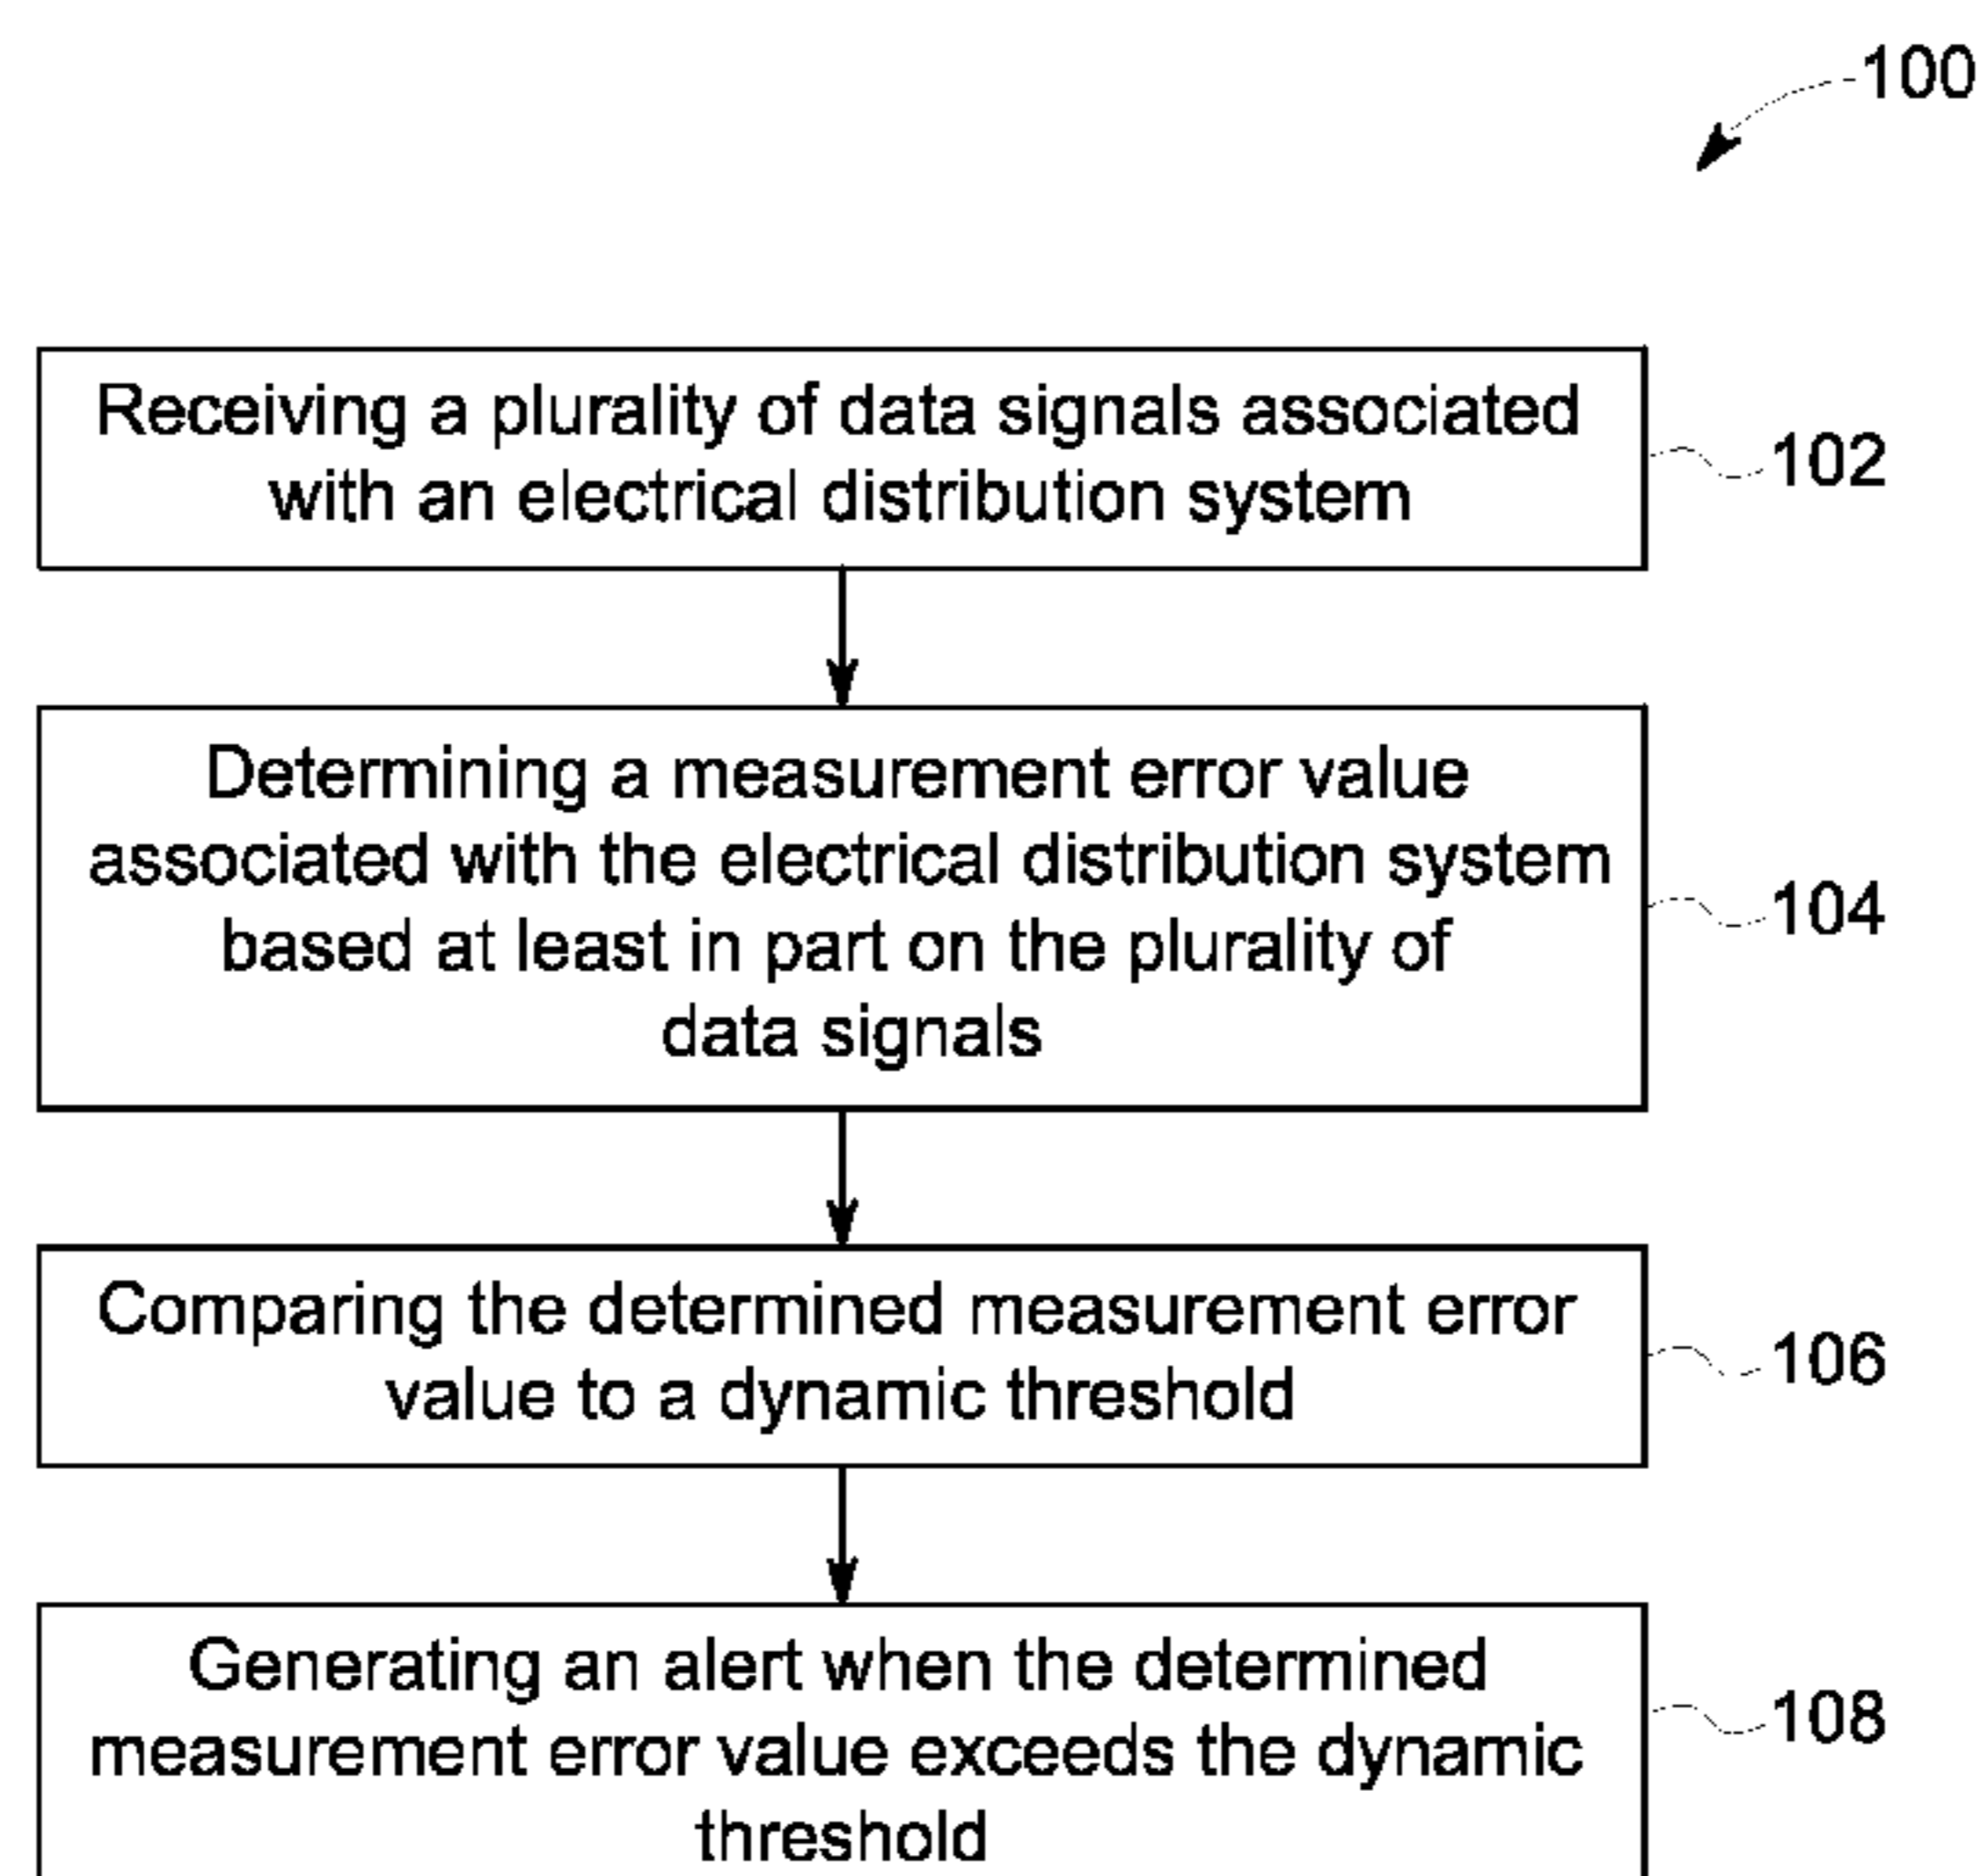 100
Receiving a plurality of data signals associated
with an electrical distribution system
102
Determining a measurement error value
associated with the electrical distribution system
based at least in part on the plurality of
data signals
104
Comparing the determined measurement error
value to a dynamic threshold
106
Generating an alert when the determined
measurement error value exceeds the dynamic
threshold
108